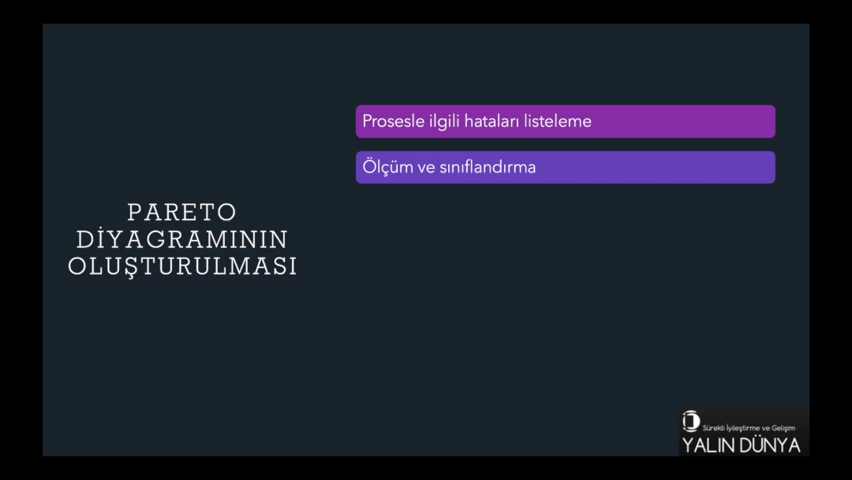 PARETO
DİYAGRAMININ
OLUŞTURULMASI
Prosesle ilgili hataları listeleme
Ölçüm ve sınıflandırma
Sürekli İyileştirme ve Gelişim
YALIN DÜNYA